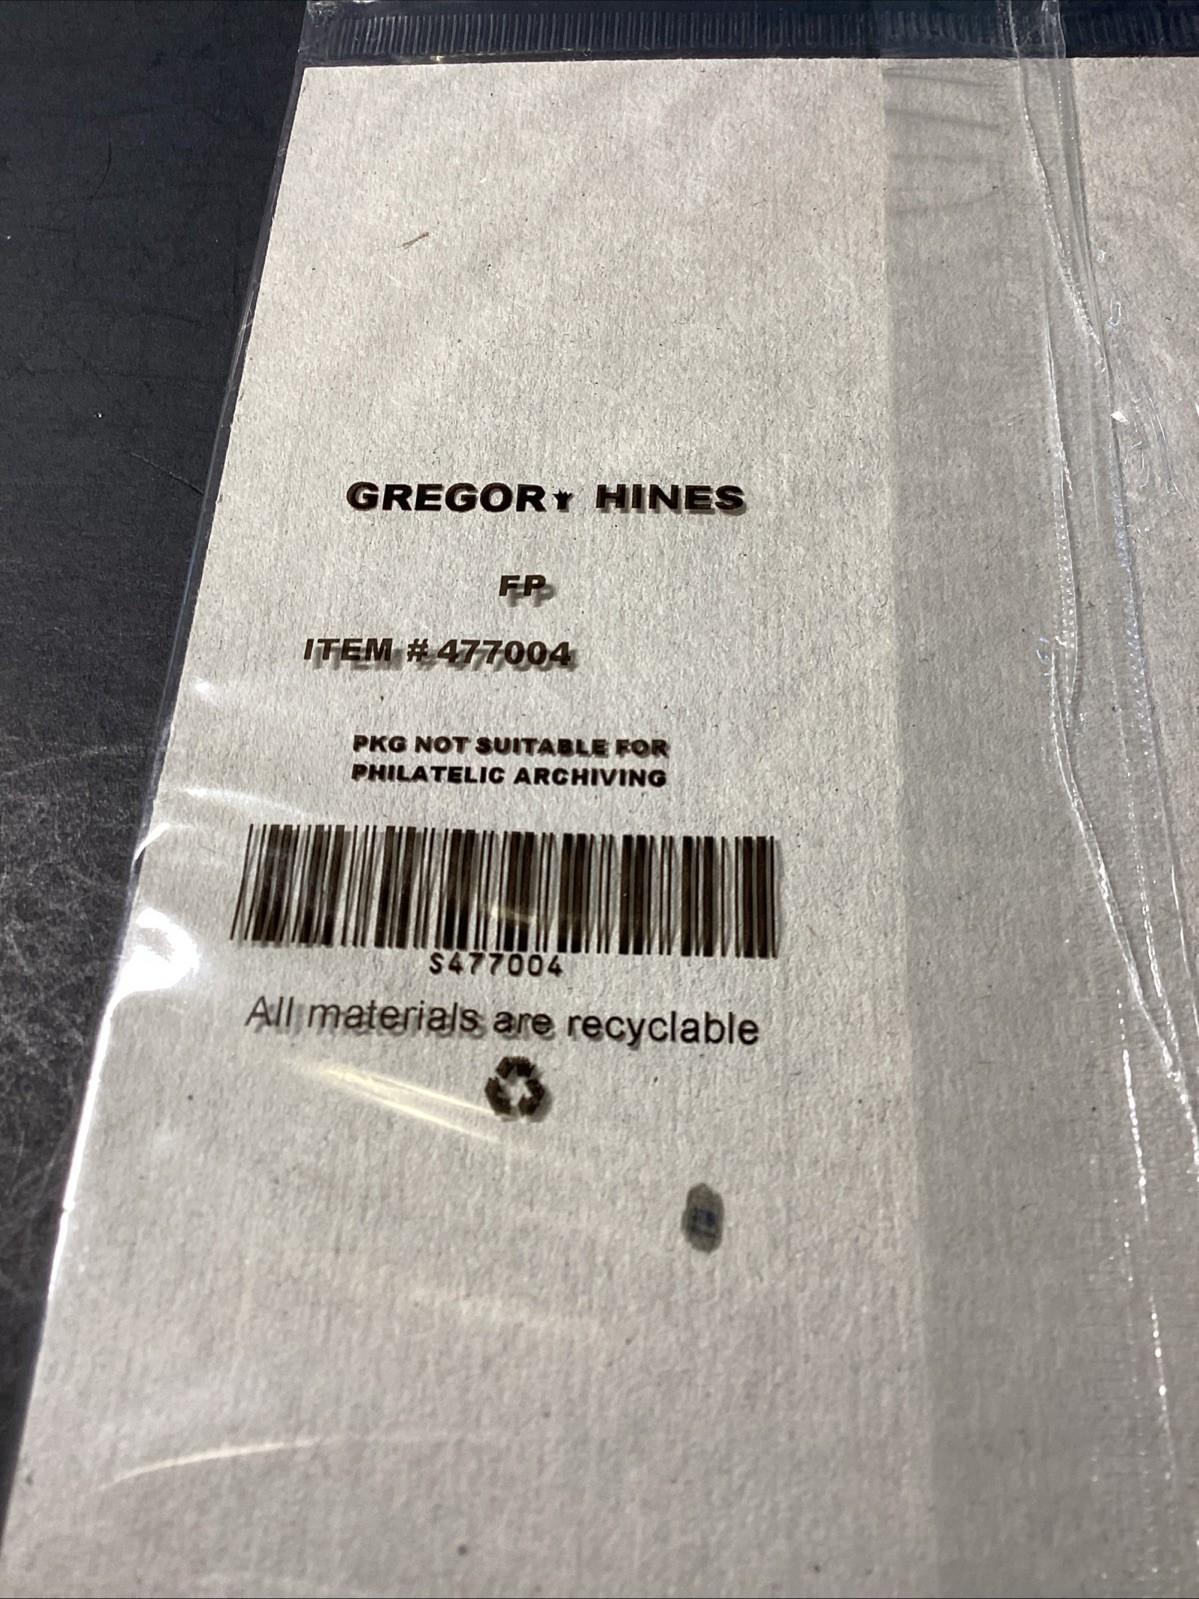 GREGORY HINES
FP
ITEM # 477004
PKG NOT SUITABLE FOR
PHILATELIC ARCHIVING
S477004
All materials are recyclable